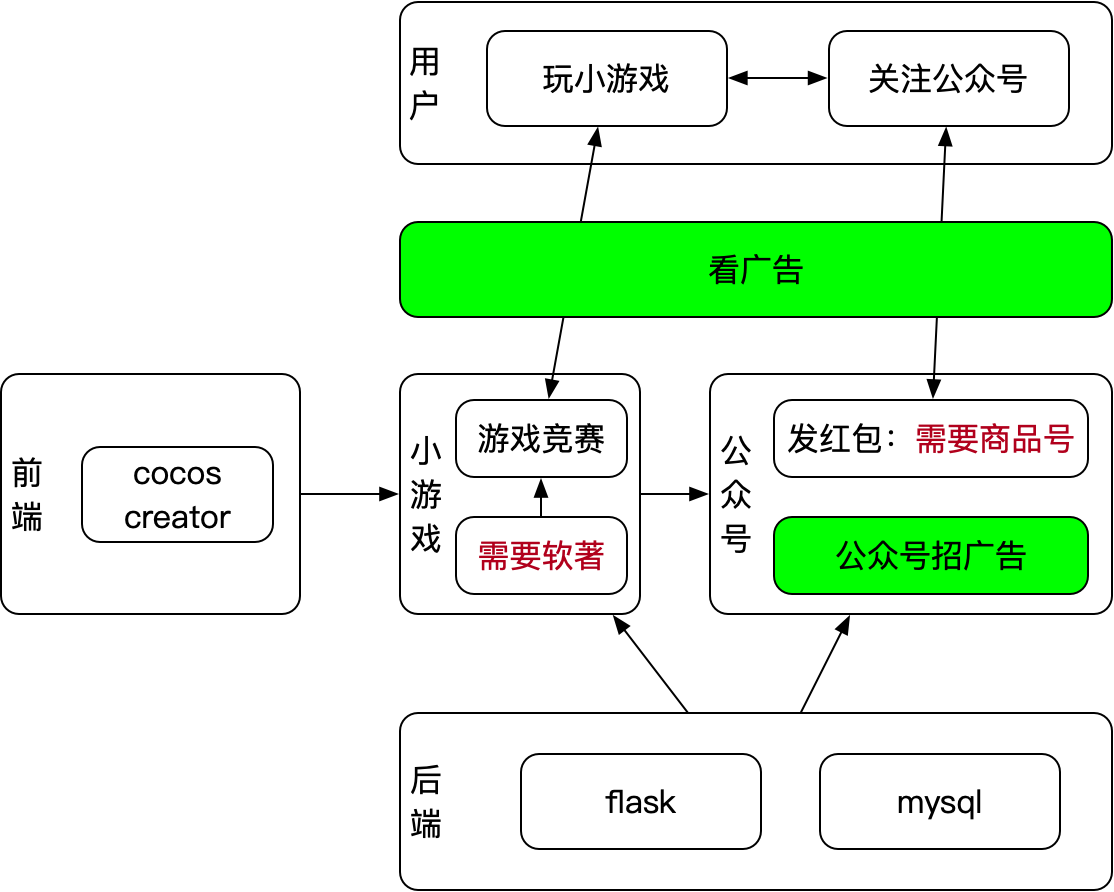 用户
玩小游戏
关注公众号
看广告
前端
cocos
creator
小游戏
游戏竞赛
需要软著
公众号
发红包：需要商品号
公众号招广告
后端
flask
mysql